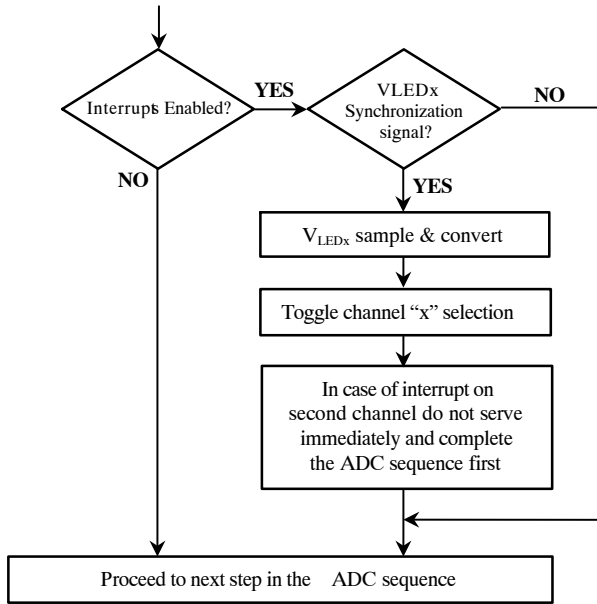 Interrupts Enabled?
YES
VLEDx
Synchronization
signal?
NO
NO
YES
VLEDx sample & convert
Toggle channel “x” selection
In case of interrupt on
second channel do not serve
immediately and complete
the ADC sequence first
Proceed to next step in the ADC sequence